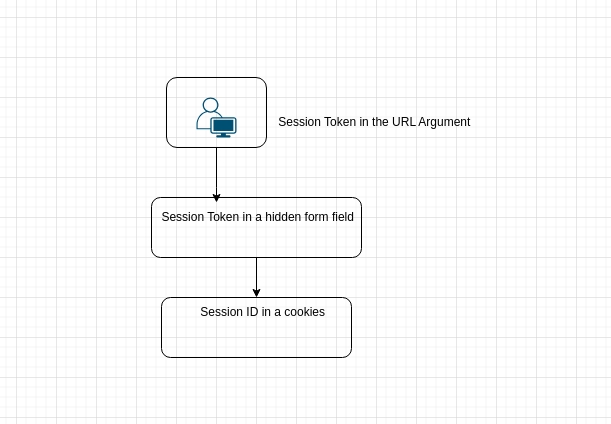 Session Token in the URL Argument
Session Token in a hidden form field
Session ID in a cookies